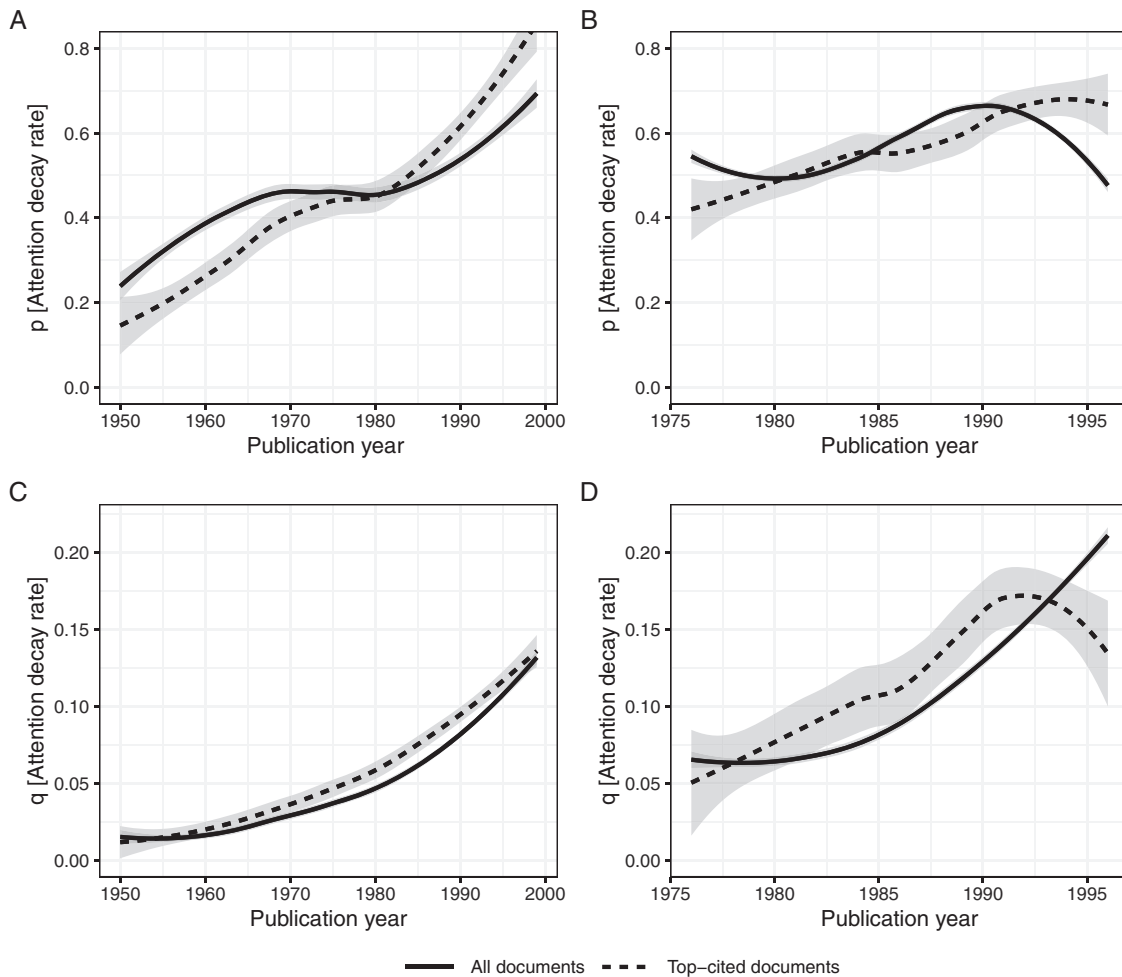 A
p [Attention decay rate]
0.8
0.6
0.4
0.2
0.0
1950 1960 1970 1980 1990 2000
Publication year
B
p [Attention decay rate]
0.8
0.6
0.4
0.2
0.0
1975 1980 1985 1990 1995
Publication year
C
q [Attention decay rate]
0.20
0.15
0.10
0.05
0.00
1950 1960 1970 1980 1990 2000
Publication year
D
q [Attention decay rate]
0.20
0.15
0.10
0.05
0.00
1975 1980 1985 1990 1995
Publication year
All documents Top−cited documents